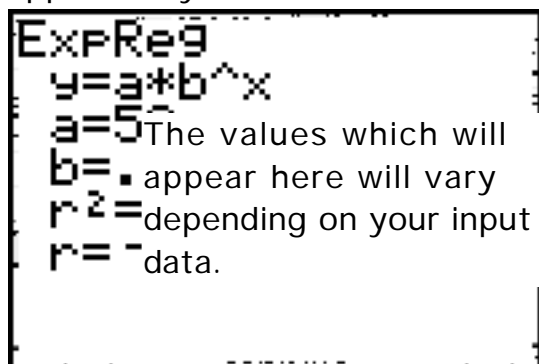 ExpReg
y=a*b^x
a=5 The values which will
b=. appear here will vary
r²= depending on your input
r=- data.